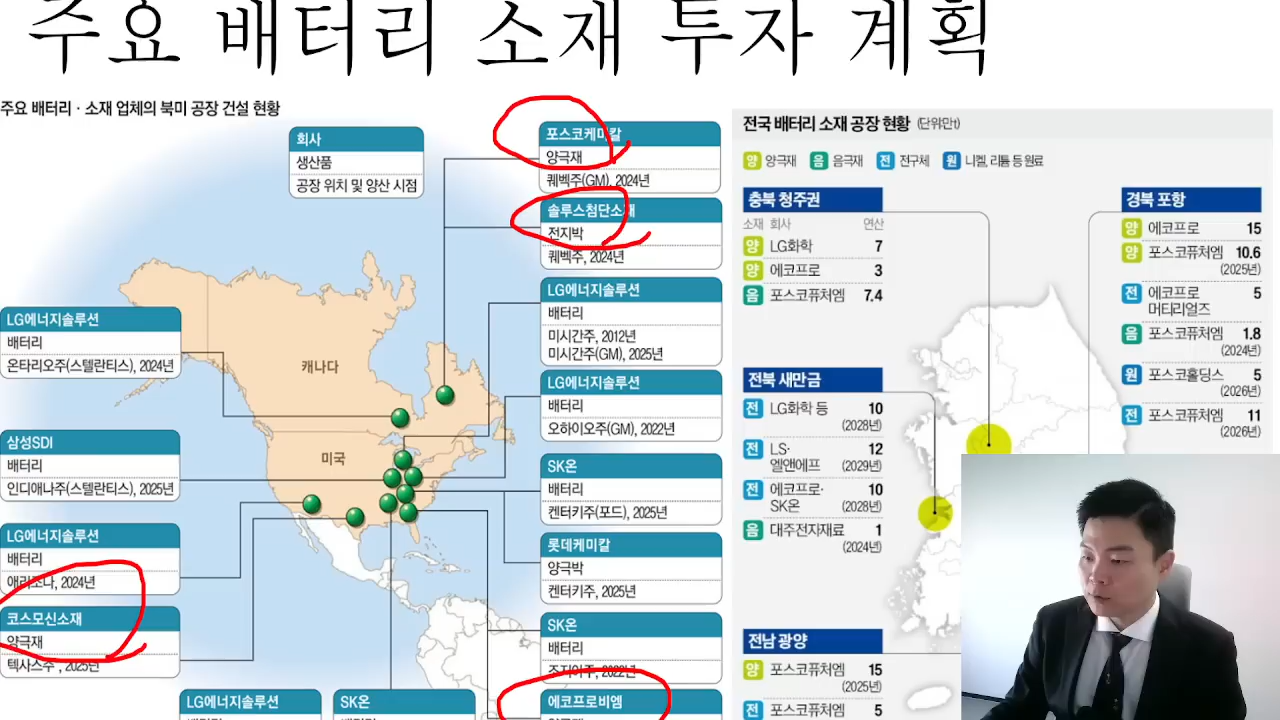 주요 배터리 소재 투자 계획
주요 배터리 · 소재 업체의 북미 공장 건설 현황
회사
생산품
공장 위치 및 양산 시점
포스코케미칼
양극재
퀘벡주(GM), 2024년
솔루스첨단소재
전지박
퀘벡주, 2024년
LG에너지솔루션
배터리
미시간주, 2012년
미시간주(GM), 2025년
LG에너지솔루션
배터리
오하이오주(GM), 2022년
SK온
배터리
켄터키주(포드), 2025년
롯데케미칼
양극박
켄터키주, 2025년
SK온
배터리
조지아주, 2022년
에코프로비엠
LG에너지솔루션
배터리
온타리오주(스텔란티스), 2024년
삼성SDI
배터리
인디애나주(스텔란티스), 2025년
LG에너지솔루션
배터리
애리조나, 2024년
코스모신소재
양극재
텍사스주 , 2025년
LG에너지솔루션
SK온
캐나다
미국
전국 배터리 소재 공장 현황 (단위:만t)
양 양극재 음 음극재 전 전구체 원 니켈, 리튬 등 원료
충북 청주권
소재 회사 연산
양 LG화학 7
양 에코프로 3
음 포스코퓨처엠 7.4
전북 새만금
전 LG화학 등 10
(2028년)
전 LS·
엘앤에프 12
(2029년)
전 에코프로·
SK온 10
(2028년)
음 대주전자재료 1
(2024년)
전남 광양
양 포스코퓨처엠 15
(2025년)
전 포스코퓨처엠 5
경북 포항
양 에코프로 15
양 포스코퓨처엠 10.6
(2025년)
전 에코프로 5
머티리얼즈
음 포스코퓨처엠 1.8
(2024년)
원 포스코홀딩스 5
(2026년)
전 포스코퓨처엠 11
(2026년)